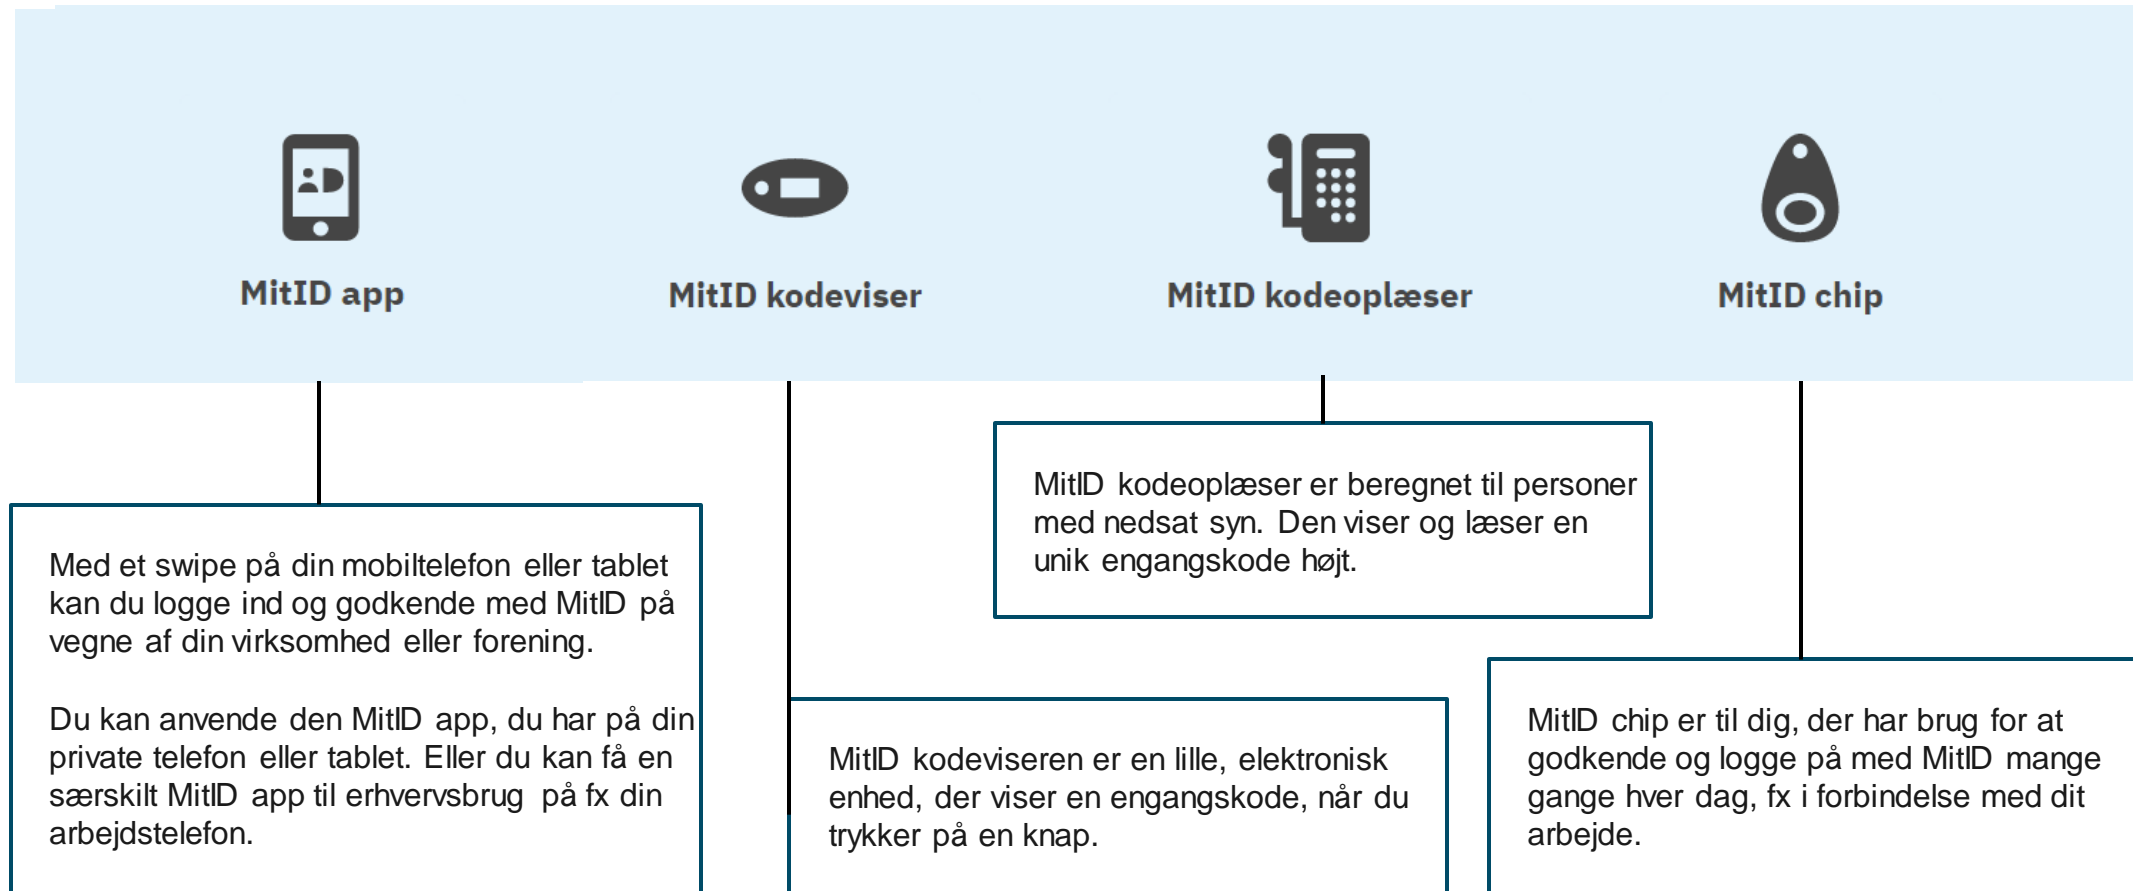 MitID app
MitID kodeviser
MitID kodeoplæser
MitID chip
Med et swipe på din mobiltelefon eller tablet
kan du logge ind og godkende med MitID på
vegne af din virksomhed eller forening.
Du kan anvende den MitID app, du har på din
private telefon eller tablet. Eller du kan få en
særskilt MitID app til erhvervsbrug på fx din
arbejdstelefon.
MitID kodeviseren er en lille, elektronisk
enhed, der viser en engangskode, når du
trykker på en knap.
MitID kodeoplæser er beregnet til personer
med nedsat syn. Den viser og læser en
unik engangskode højt.
MitID chip er til dig, der har brug for at
godkende og logge på med MitID mange
gange hver dag, fx i forbindelse med dit
arbejde.